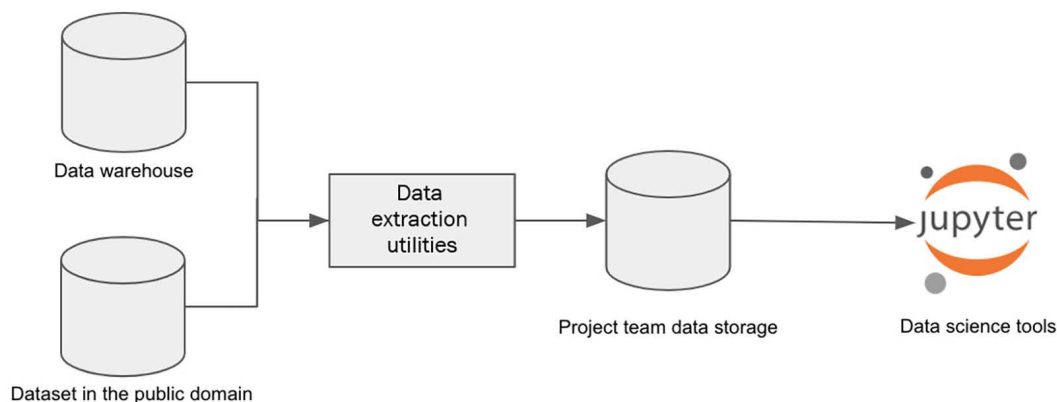 Data warehouse
Data
extraction
utilities
jupyter
Project team data storage
Data science tools
Dataset in the public domain